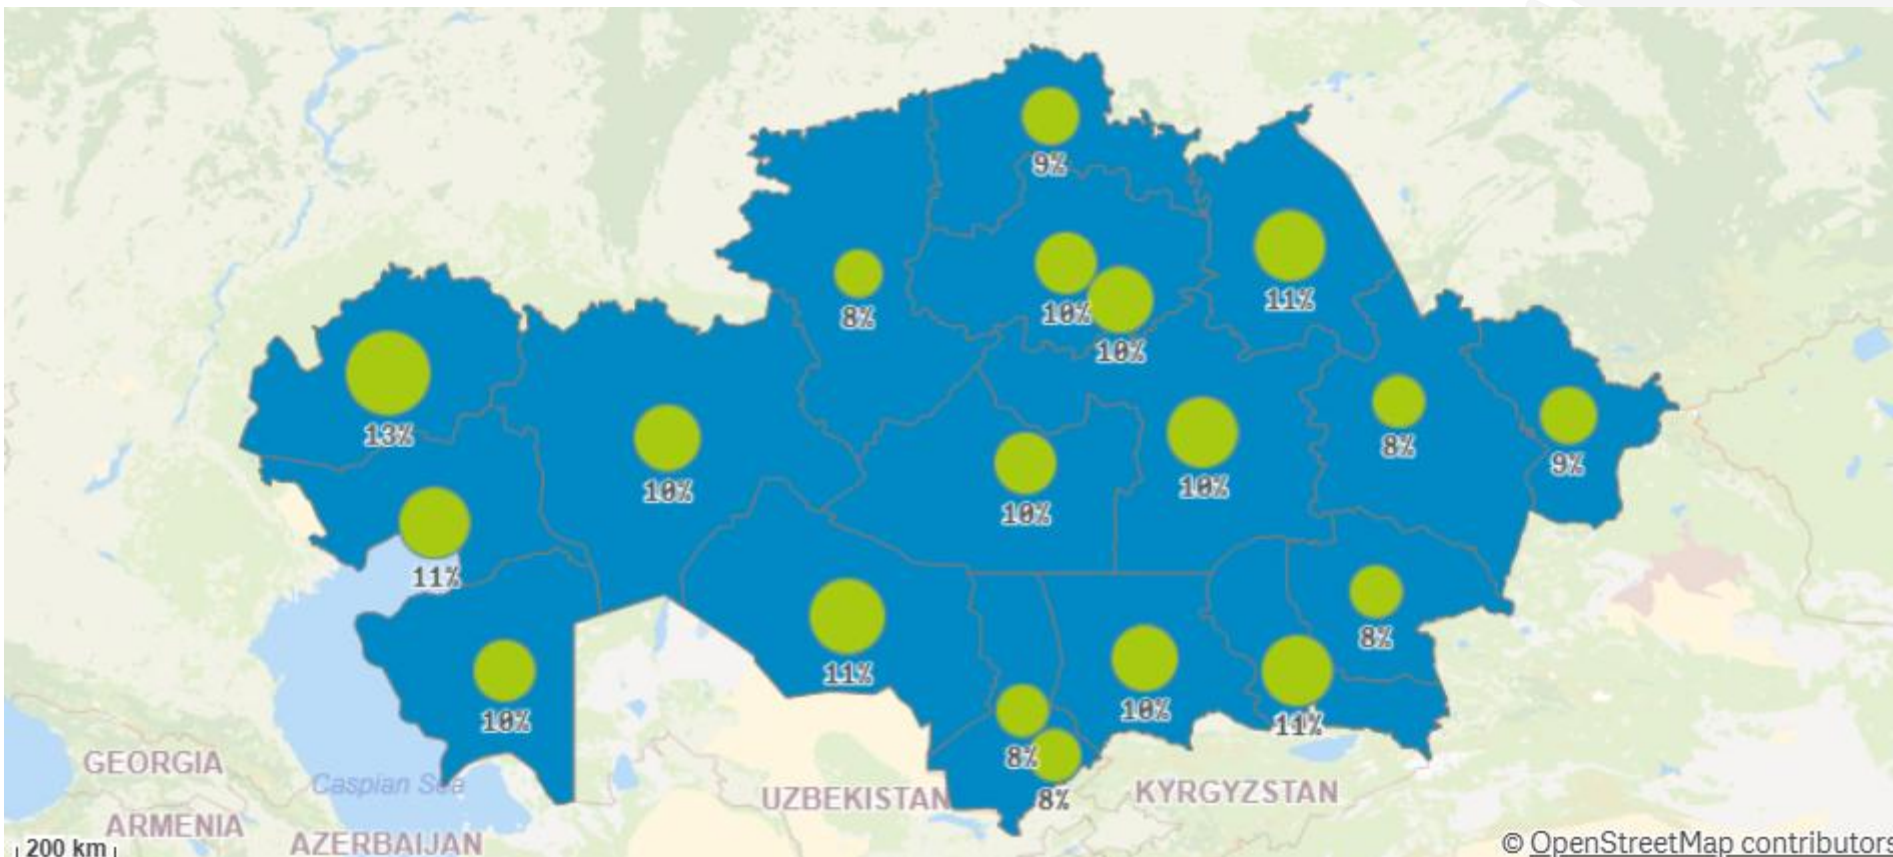 9%
11%
8%
10%
10%
13%
8%
9%
10%
10%
10%
11%
8%
11%
10%
10%
11%
8%
8%
GEORGIA
Caspian Sea
UZBEKISTAN
KYRGYZSTAN
ARMENIA
AZERBAIJAN
200 km
© OpenStreetMap contributors